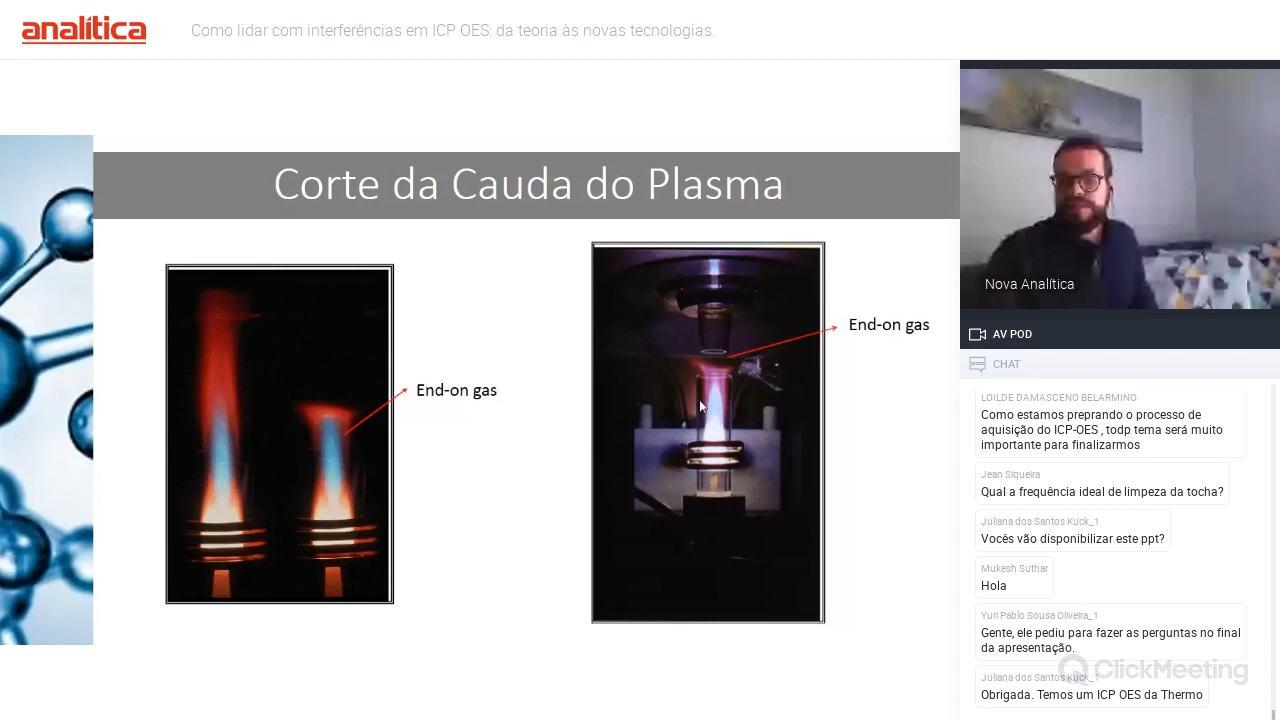 analítica
Como lidar com interferências em ICP OES: da teoria às novas tecnologias.
Corte da Cauda do Plasma
End-on gas
End-on gas
Nova Analítica
AV POD
CHAT
LOILDE DAMASCENO BELARMINO
Como estamos preprando o processo de
aquisição do ICP-OES , todp tema será muito
importante para finalizarmos
Jean Siqueira
Qual a frequência ideal de limpeza da tocha?
Juliana dos Santos Kuck_1
Vocês vão disponibilizar este ppt?
Mukesh Suthar
Hola
Yuri Pablo Sousa Oliveira_1
Gente, ele pediu para fazer as perguntas no final
da apresentação.
ClickMeeting
Juliana dos Santos Kuck_1
Obrigada. Temos um ICP OES da Thermo